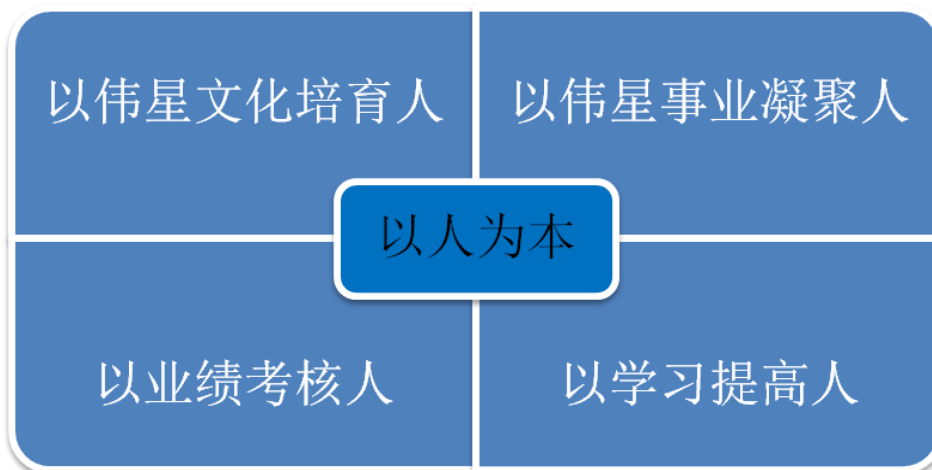 以伟星文化培育人
以伟星事业凝聚人
以人为本
以业绩考核人
以学习提高人